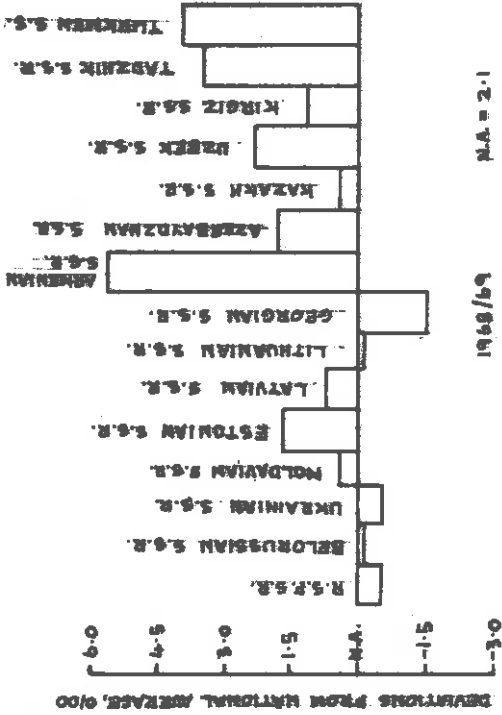 DEVIATIONS FROM NATIONAL AVERAGE, 0/00
6.0
4.5
3.0
1.5
N.A.
-1.5
-3.0
R.S.F.S.R.
BELORUSSIAN S.S.R.
UKRAINIAN S.S.R.
MOLDAVIAN S.S.R.
ESTONIAN S.S.R.
LATVIAN S.S.R.
LITHUANIAN S.S.R.
GEORGIAN S.S.R.
ARMENIAN
S.S.R.
AZERBAYDZHAN S.S.R.
KAZAKH S.S.R.
UZBEK S.S.R.
KIRGIZ S.S.R.
TADZHIK S.S.R.
TURKMEN S.S.R.
1968/69
N.A = 2.1